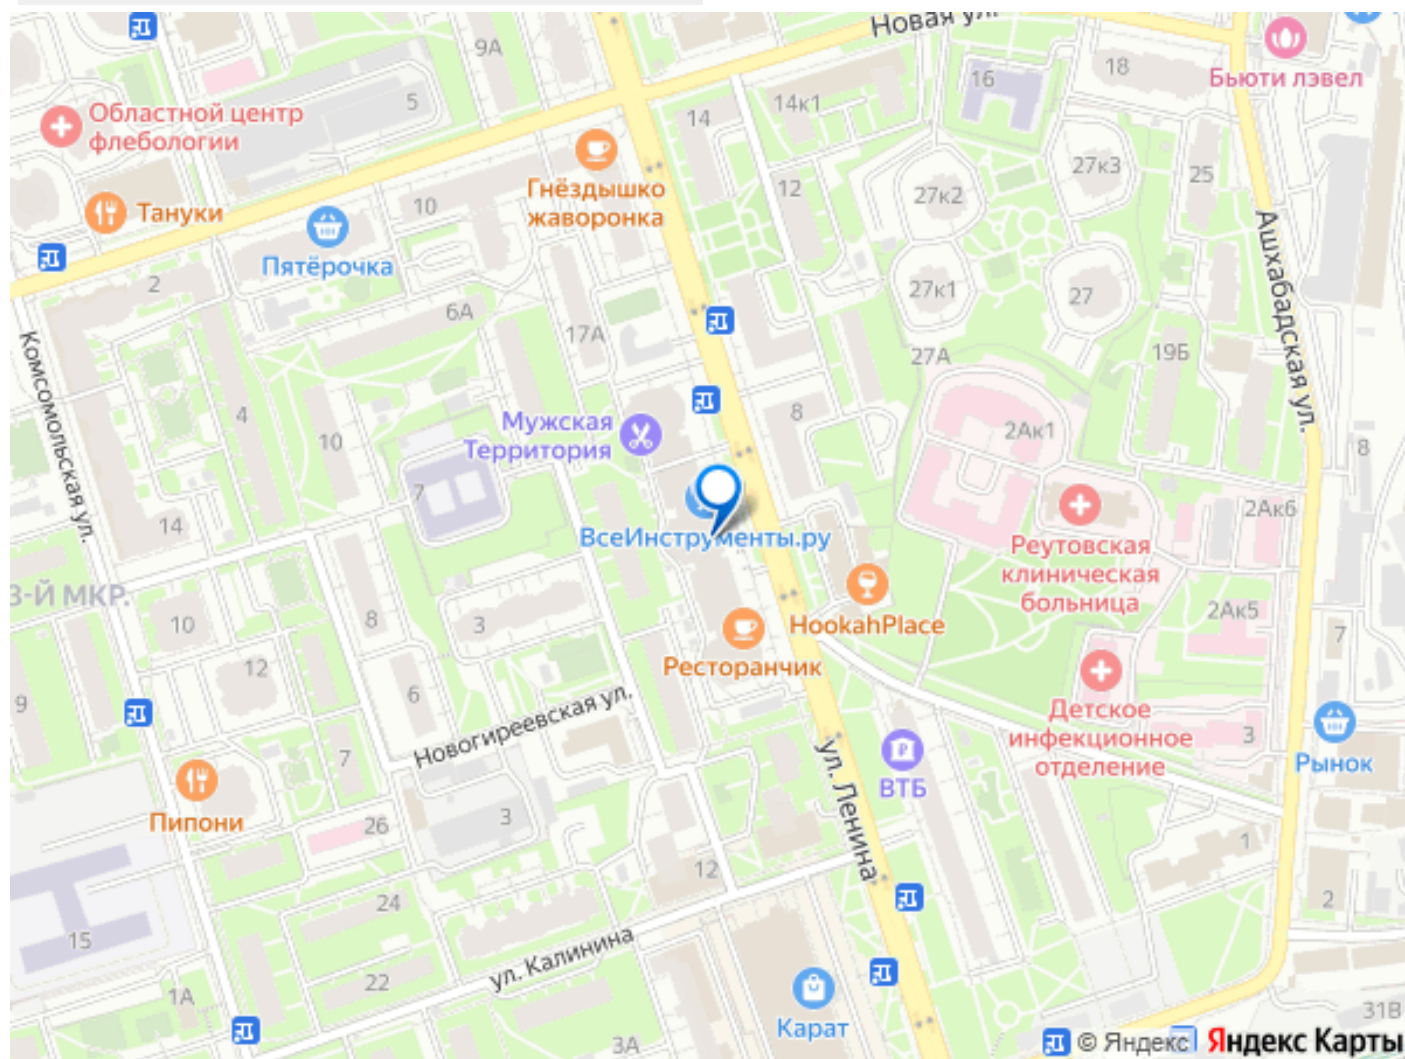 Новая ул.
9А
Бьюти лэвел
18
16
5
14к1
14
Областной центр
флебологии
27к3
25
12
27к2
Гнёздышко
жаворонка
10
Тануки
Пятёрочка
2
27к1
27
Ашхабадская ул.
6А
17А
27А
19Б
Комсомольская ул.
4
10
8
Мужская
Территория
2Ак1
8
7
14
2Ак6
ВсеИнструменты.ру
Реутовская
клиническая
больница
3-Й МКР.
10
8
3
HookahPlace
2Ак5
7
12
Ресторанчик
6
9
Новогиреевская ул.
Детское
инфекционное
отделение
3
Рынок
7
ул. Ленина
ВТБ
Пипони
26
3
1
12
24
2
15
ул. Калинина
22
1А
Карат
31В
3А
© Яндекс
Яндекс Карты